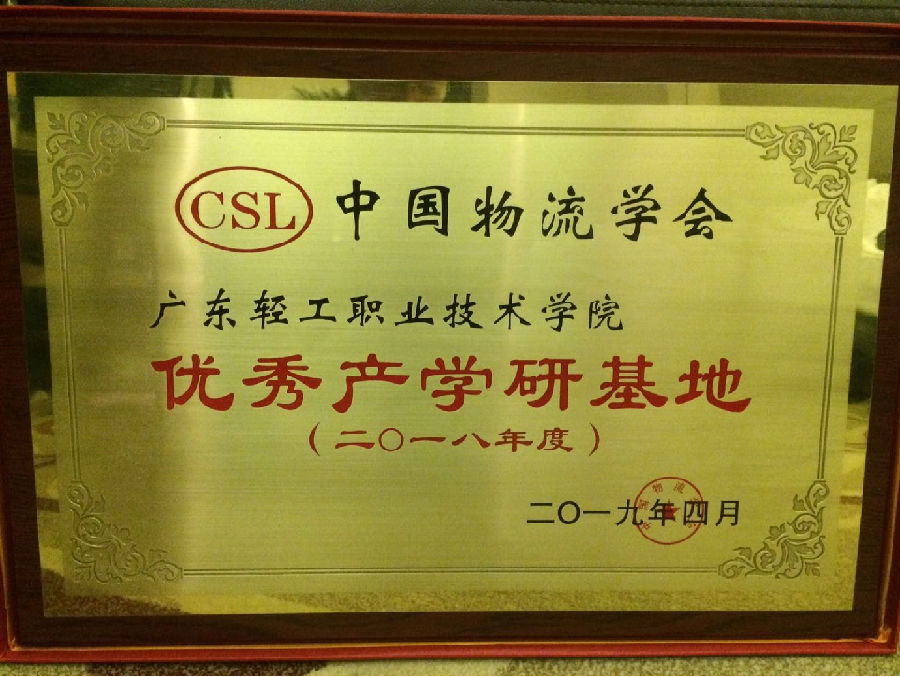 CSL 中国物流学会
广东轻工职业技术学院
优秀产学研基地
（二〇一八年度）
二〇一九年四月